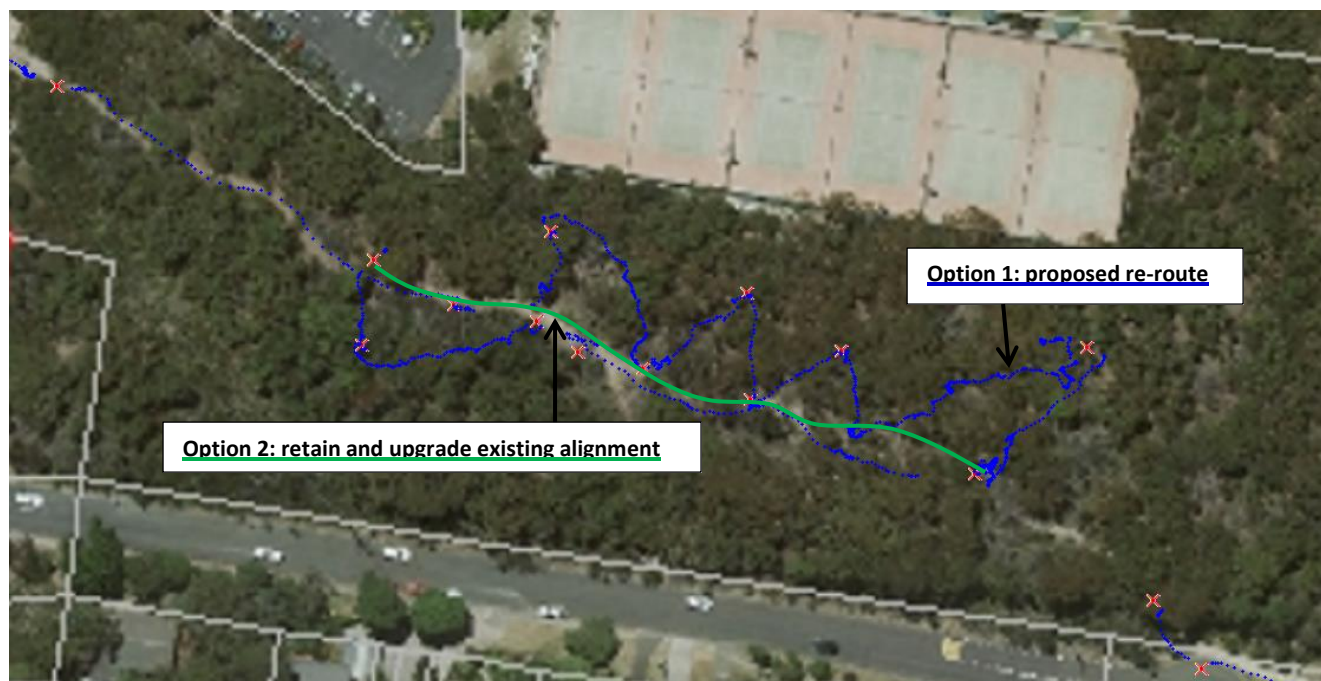 Option 1: proposed re-route
Option 2: retain and upgrade existing alignment